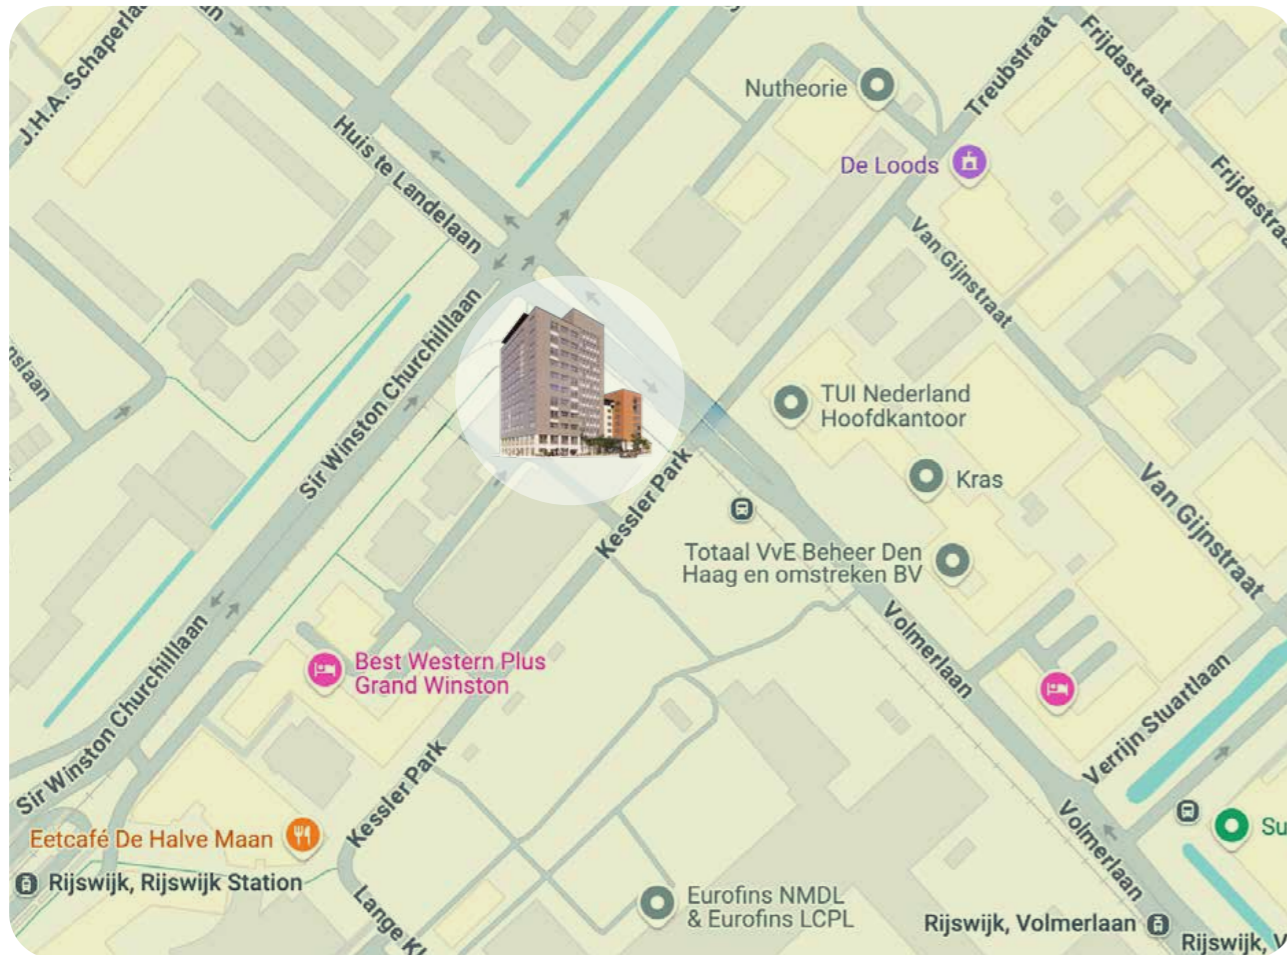 J.H.A. Schaperlaan
Huis te Landelaan
Nutheorie
De Loods
Treubstraat
Frijdastraat
Frijdastraat
Van Gijnstraat
Sir Winston Churchilllaan
TUI Nederland
Hoofdkantoor
Kras
Van Gijnstraat
Kessler Park
Totaal VvE Beheer Den
Haag en omstreken BV
Volmerlaan
Sir Winston Churchilllaan
Best Western Plus
Grand Winston
Verrijn Stuartlaan
Kessler Park
Volmerlaan
Eetcafé De Halve Maan
Su
Rijswijk, Rijswijk Station
Lange Kl
Eurofins NMDL
& Eurofins LCPL
Rijswijk, Volmerlaan
Rijswijk, V